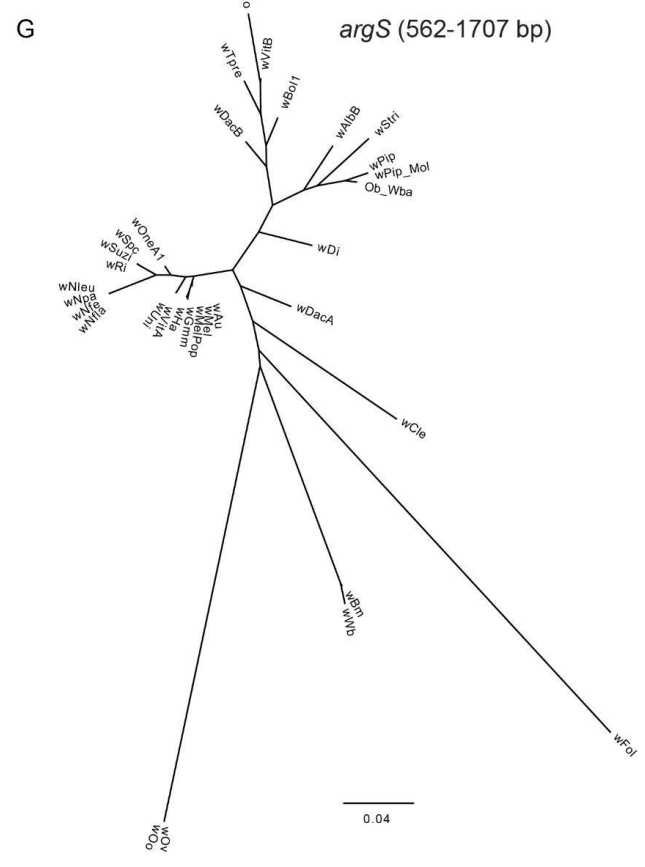 G
argS (562-1707 bp)
wVitB
wTpre
wBol1
wDacB
wAlbB
wStri
wPip
wPip_Mol
Ob_Wba
wDi
wOneA1
wSpc
wSuzi
wRi
wNleu
wNpa
wNfe
wNfla
wUni
wVitA
wHa
wGmm
wMelPop
wMel
wAu
wDacA
wCle
wBm
wWb
wFol
0.04
wOv
wOo